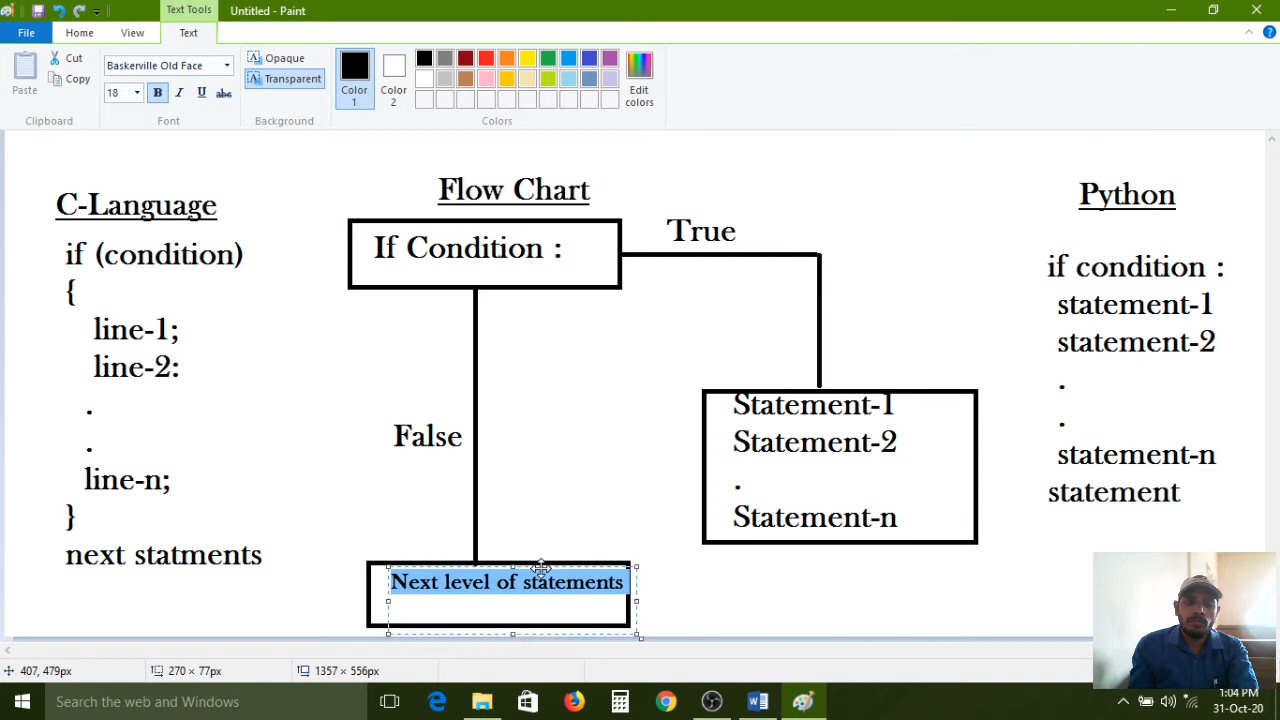 Text Tools
Untitled - Paint
File
Home
View
Text
Paste
Cut
Copy
Clipboard
Baskerville Old Face
18
B
I
U
abc
Font
A Opaque
A Transparent
Background
Color
1
Color
2
Edit
colors
Colors
C-Language
if (condition)
{
line-1;
line-2:
.
.
line-n;
}
next statments
Flow Chart
If Condition :
True
False
Statement-1
Statement-2
.
Statement-n
Next level of statements
Python
if condition :
statement-1
statement-2
.
.
statement-n
statement
407, 479px
270 × 77px
1357 × 556px
Search the web and Windows
1:04 PM
31-Oct-20